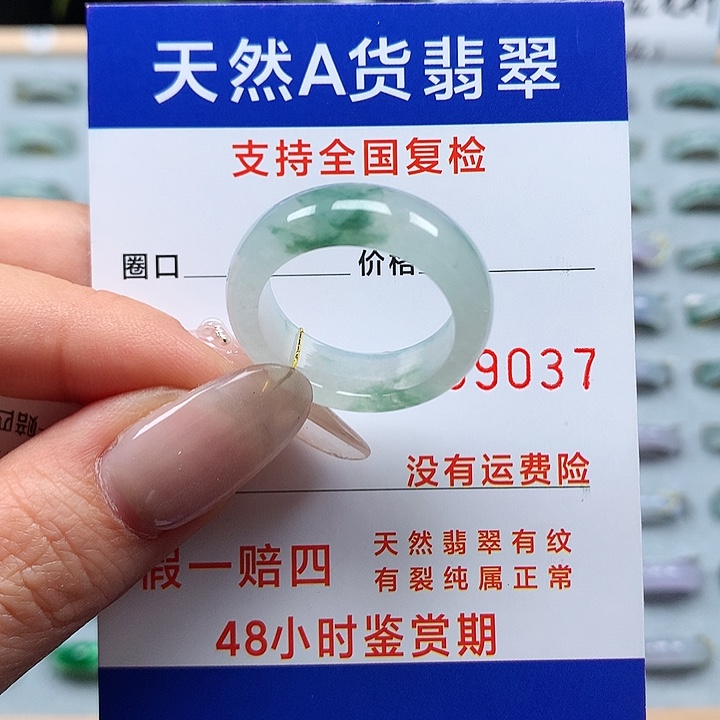 天然A货翡翠
支持全国复检
圈口 价格
9037
没有运费险
假一赔四
天然翡翠有纹
有裂纯属正常
48小时鉴赏期